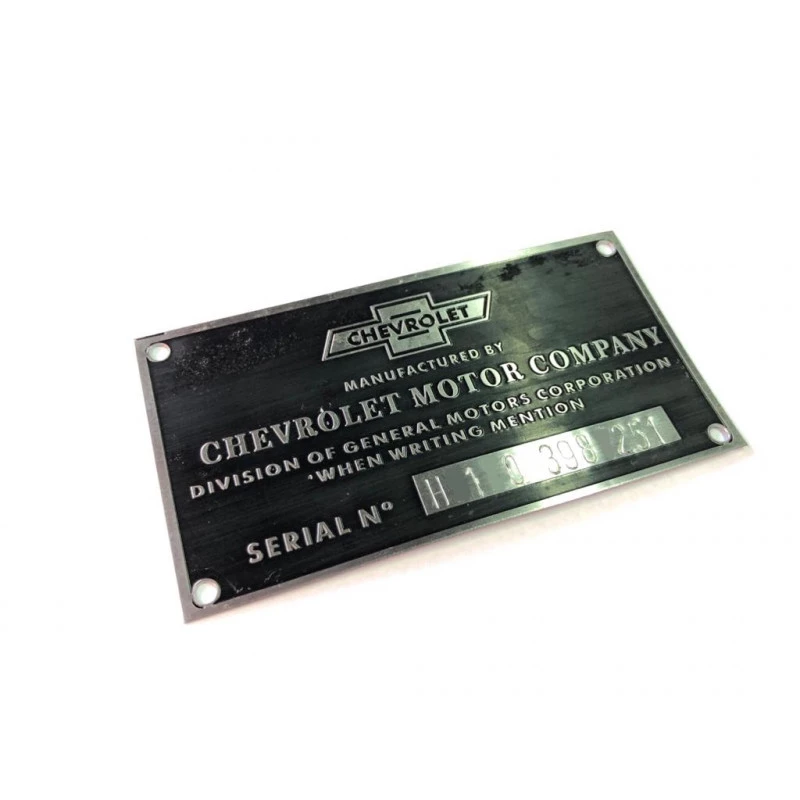 CHEVROLET
MANUFACTURED BY
CHEVROLET MOTOR COMPANY
DIVISION OF GENERAL MOTORS CORPORATION
'WHEN WRITING MENTION
SERIAL Nº H 1 0 398 251